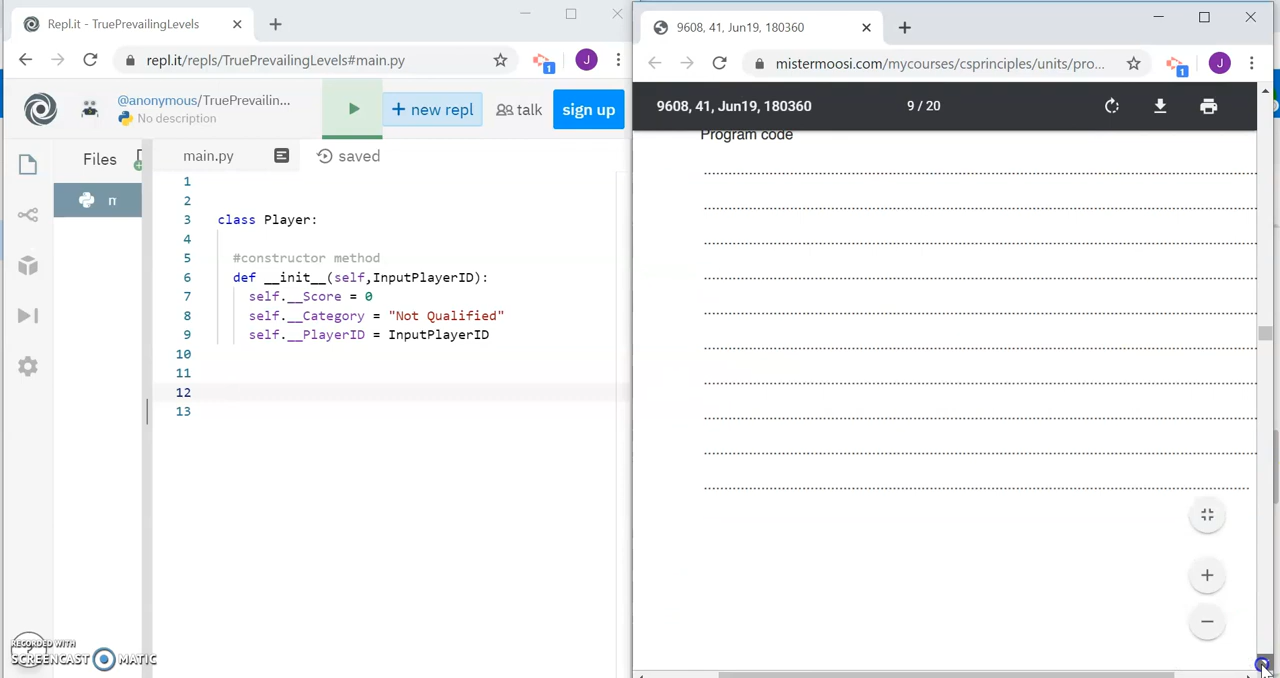 Repl.it - TruePrevailingLevels
repl.it/repls/TruePrevailingLevels#main.py
1
J
@anonymous/TruePrevailin...
No description
+ new repl
talk
sign up
Files
main.py
saved
1
2
3 class Player:
4
5 #constructor method
6 def __init__(self,InputPlayerID):
7 self.__Score = 0
8 self.__Category = "Not Qualified"
9 self.__PlayerID = InputPlayerID
10
11
12
13
?
RECORDED WITH
SCREENCAST MATIC
9608, 41, Jun19, 180360
mistermoosi.com/mycourses/csprinciples/units/pro...
1
J
9608, 41, Jun19, 180360
9 / 20
Program code